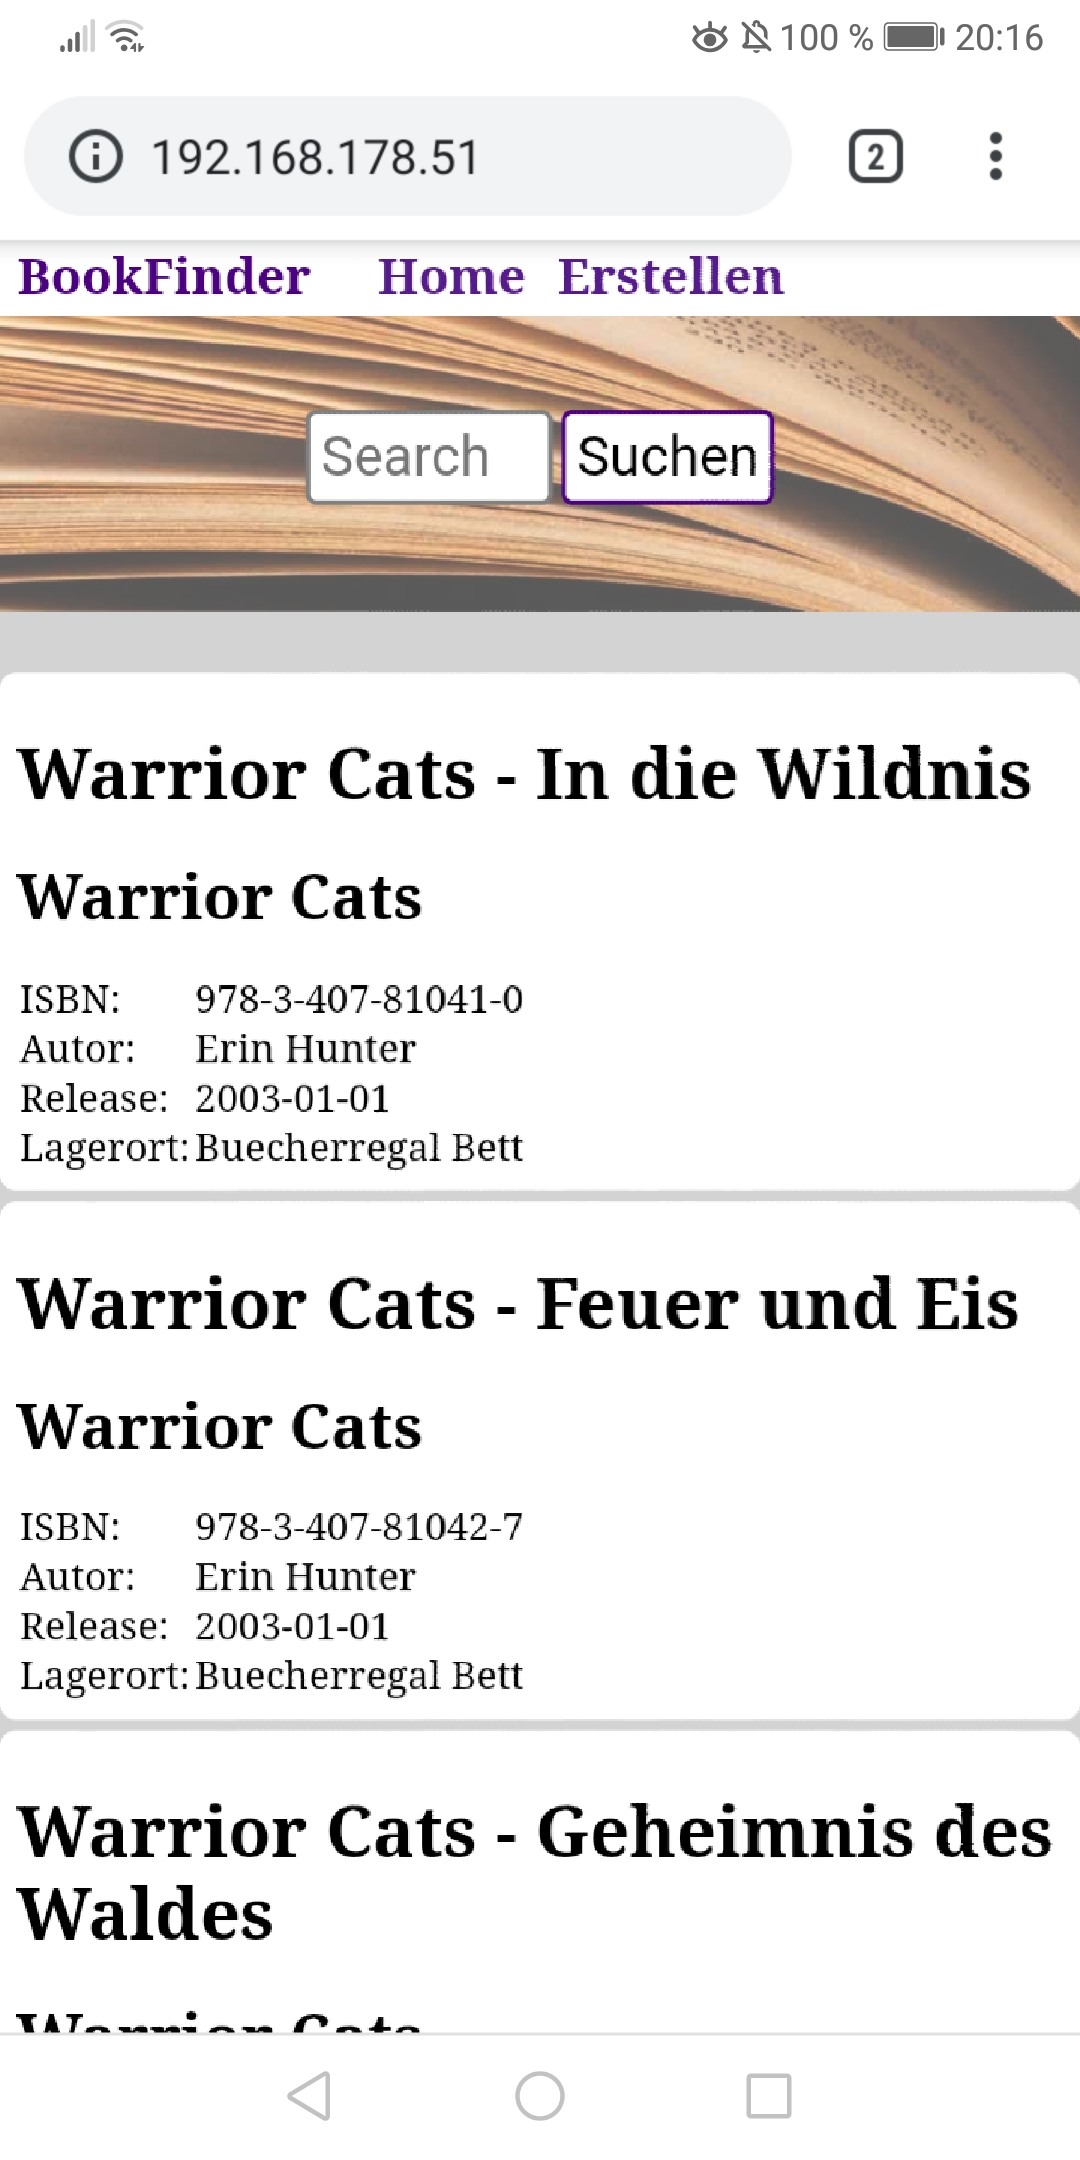 100 % 20:16
192.168.178.51 2
BookFinder Home Erstellen
Search Suchen
Warrior Cats - In die Wildnis
Warrior Cats
ISBN: 978-3-407-81041-0
Autor: Erin Hunter
Release: 2003-01-01
Lagerort: Buecherregal Bett
Warrior Cats - Feuer und Eis
Warrior Cats
ISBN: 978-3-407-81042-7
Autor: Erin Hunter
Release: 2003-01-01
Lagerort: Buecherregal Bett
Warrior Cats - Geheimnis des
Waldes
Warrior Cats